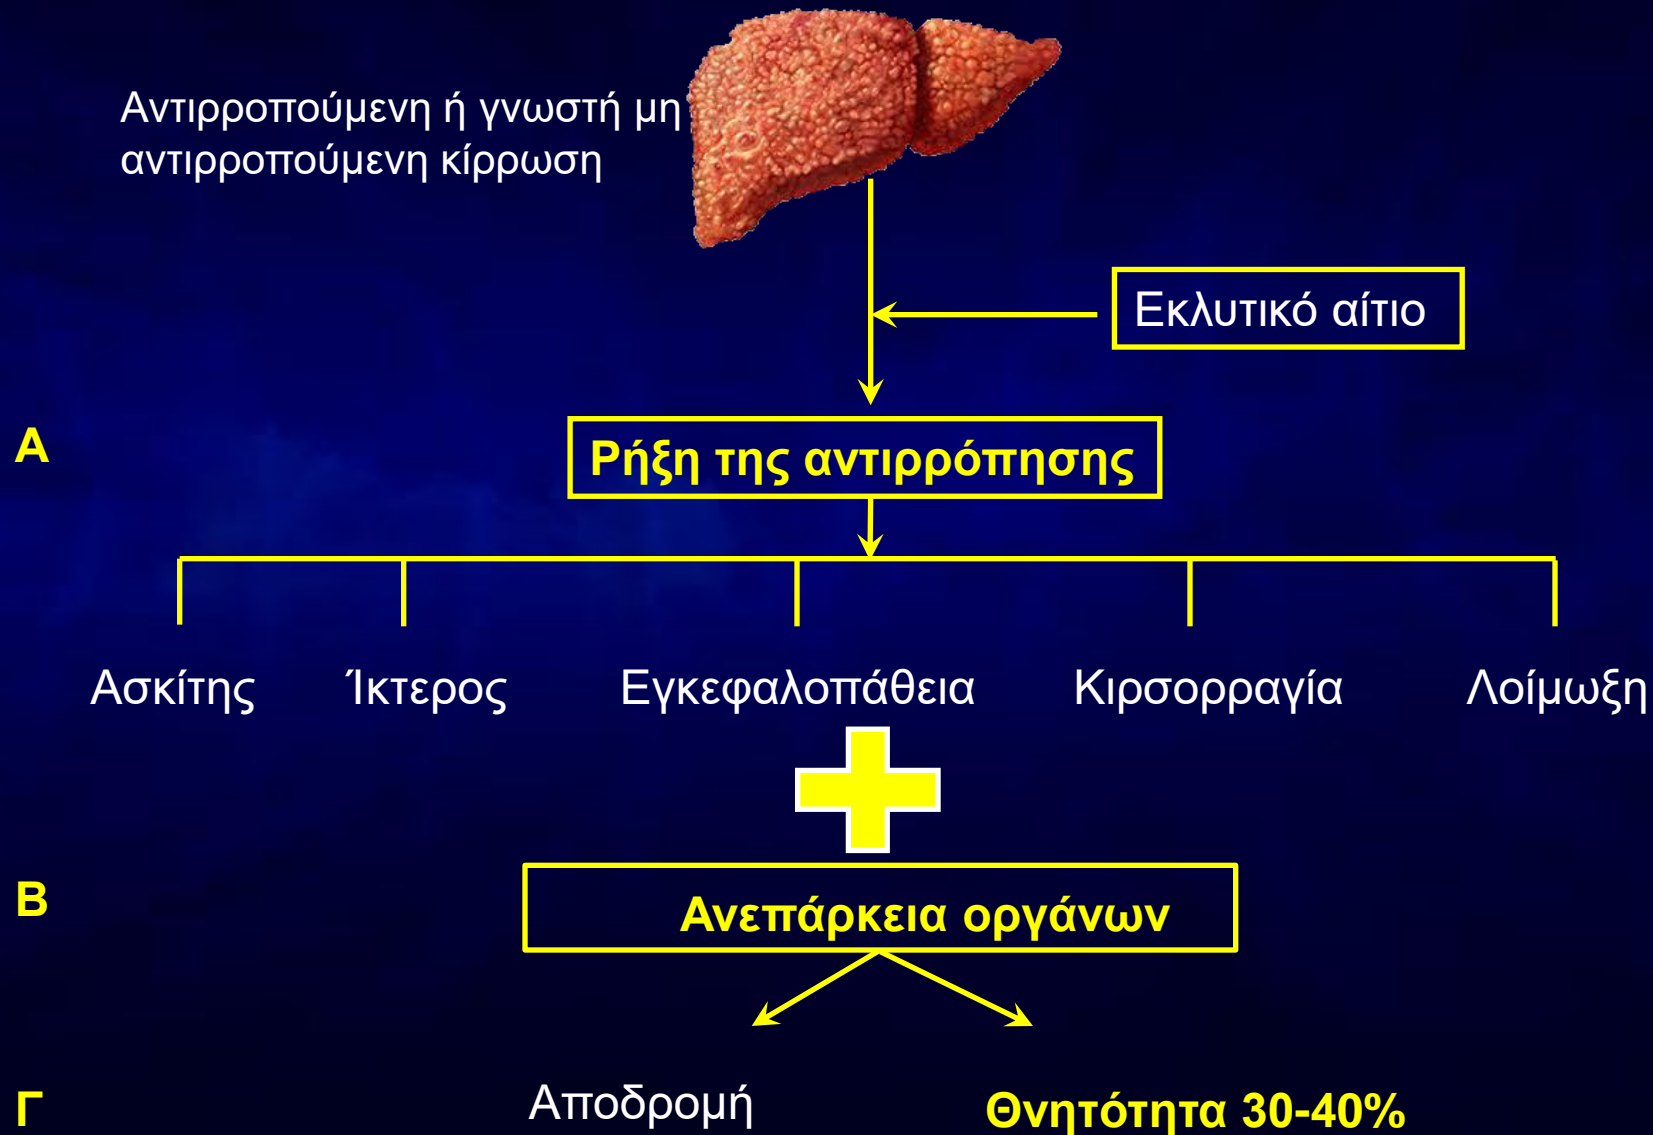 Αντιρροπούμενη ή γνωστή μη
αντιρροπούμενη κίρρωση
Εκλυτικό αίτιο
Α
Ρήξη της αντιρρόπησης
Ασκίτης
Ίκτερος
Εγκεφαλοπάθεια
Κιρσορραγία
Λοίμωξη
Β
Ανεπάρκεια οργάνων
Γ
Αποδρομή
Θνητότητα 30-40%